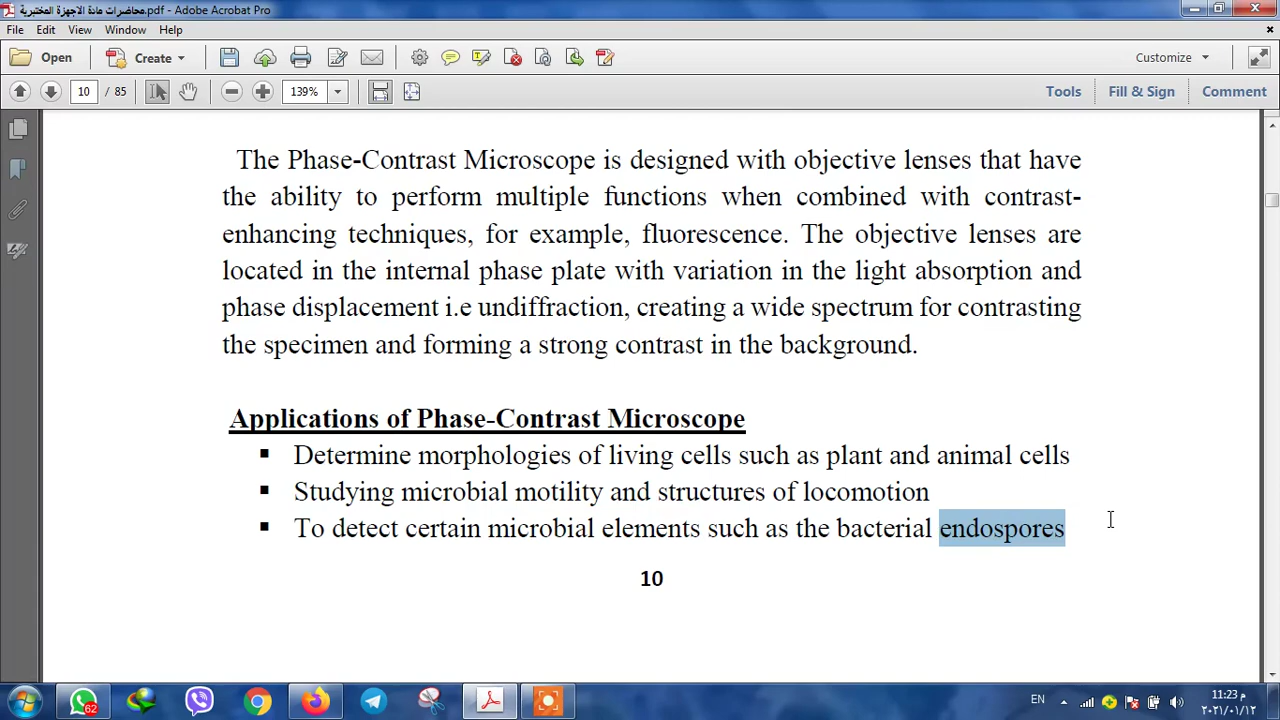 محاضرات مادة الاجهزة المختبرية.pdf - Adobe Acrobat Pro
File Edit View Window Help
Open Create Customize
10 / 85 139% Tools Fill & Sign Comment
The Phase-Contrast Microscope is designed with objective lenses that have
the ability to perform multiple functions when combined with contrast-
enhancing techniques, for example, fluorescence. The objective lenses are
located in the internal phase plate with variation in the light absorption and
phase displacement i.e undiffraction, creating a wide spectrum for contrasting
the specimen and forming a strong contrast in the background.
Applications of Phase-Contrast Microscope
▪ Determine morphologies of living cells such as plant and animal cells
▪ Studying microbial motility and structures of locomotion
▪ To detect certain microbial elements such as the bacterial endospores
10
62
EN
11:23 م
٢٠٢١/٠١/١٢